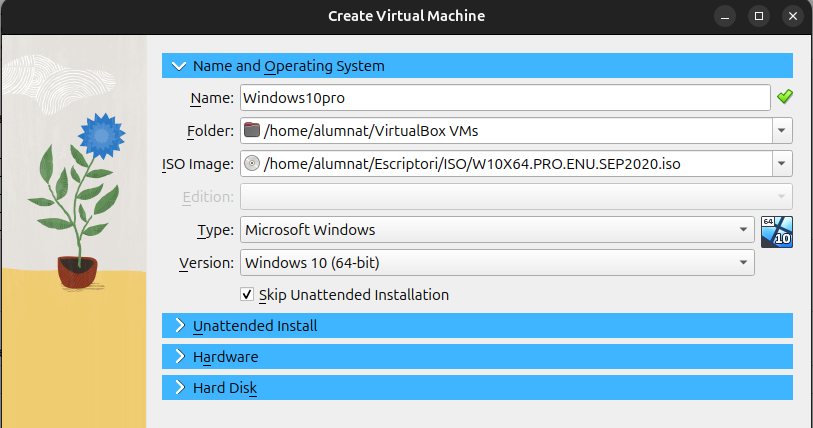 Create Virtual Machine
Name and Operating System
Name: Windows10pro
Folder: /home/alumnat/VirtualBox VMs
ISO Image: /home/alumnat/Escriptori/ISO/W10X64.PRO.ENU.SEP2020.iso
Edition:
Type: Microsoft Windows
64
10
Version: Windows 10 (64-bit)
Skip Unattended Installation
Unattended Install
Hardware
Hard Disk